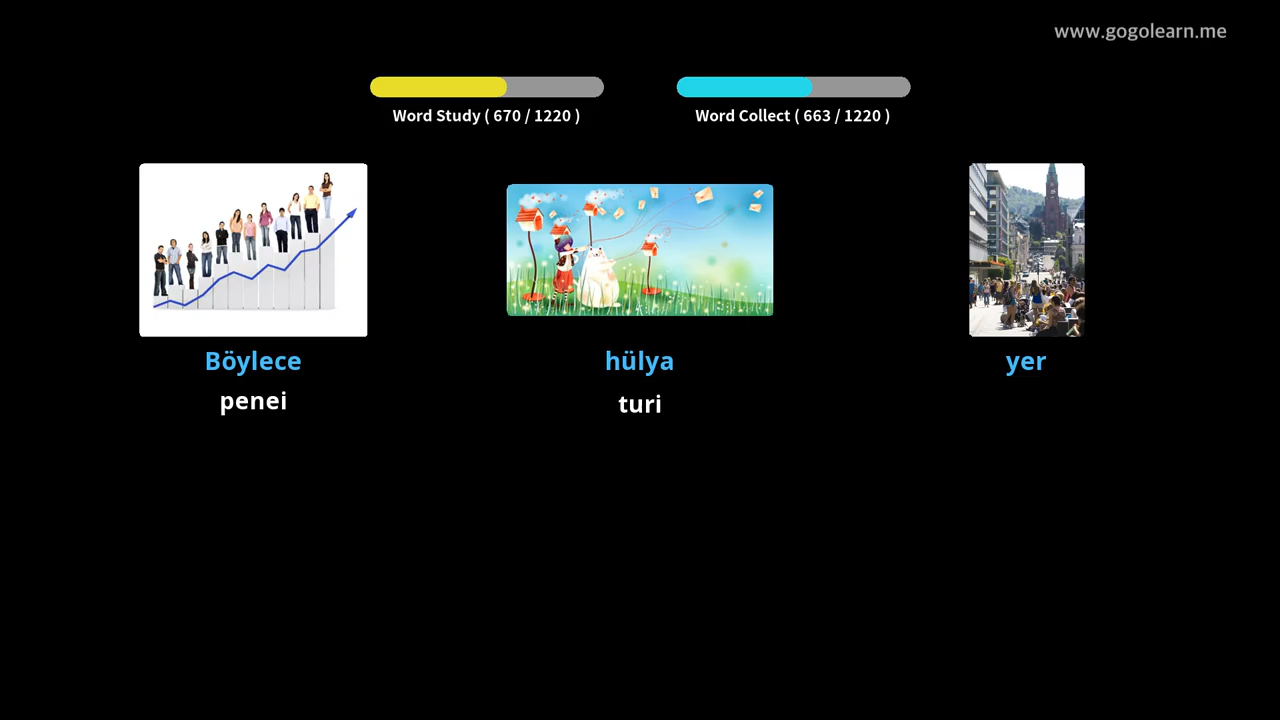 www.gogolearn.me
Word Study ( 670 / 1220 )
Word Collect ( 663 / 1220 )
Böylece
hülya
yer
penei
turi